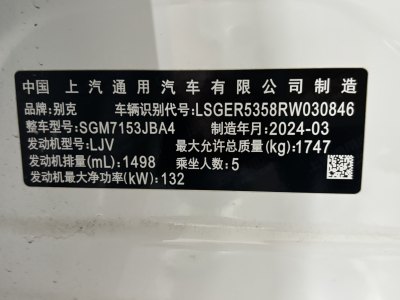 中国 上汽通用汽车有限公司制造
品牌:别克 车辆识别代号:LSGER5358RW030846
整车型号:SGM7153JBA4 制造年月:2024-03
发动机型号:LJV 最大允许总质量(kg):1747
发动机排量(mL):1498 乘坐人数:5
发动机最大净功率(kW):132